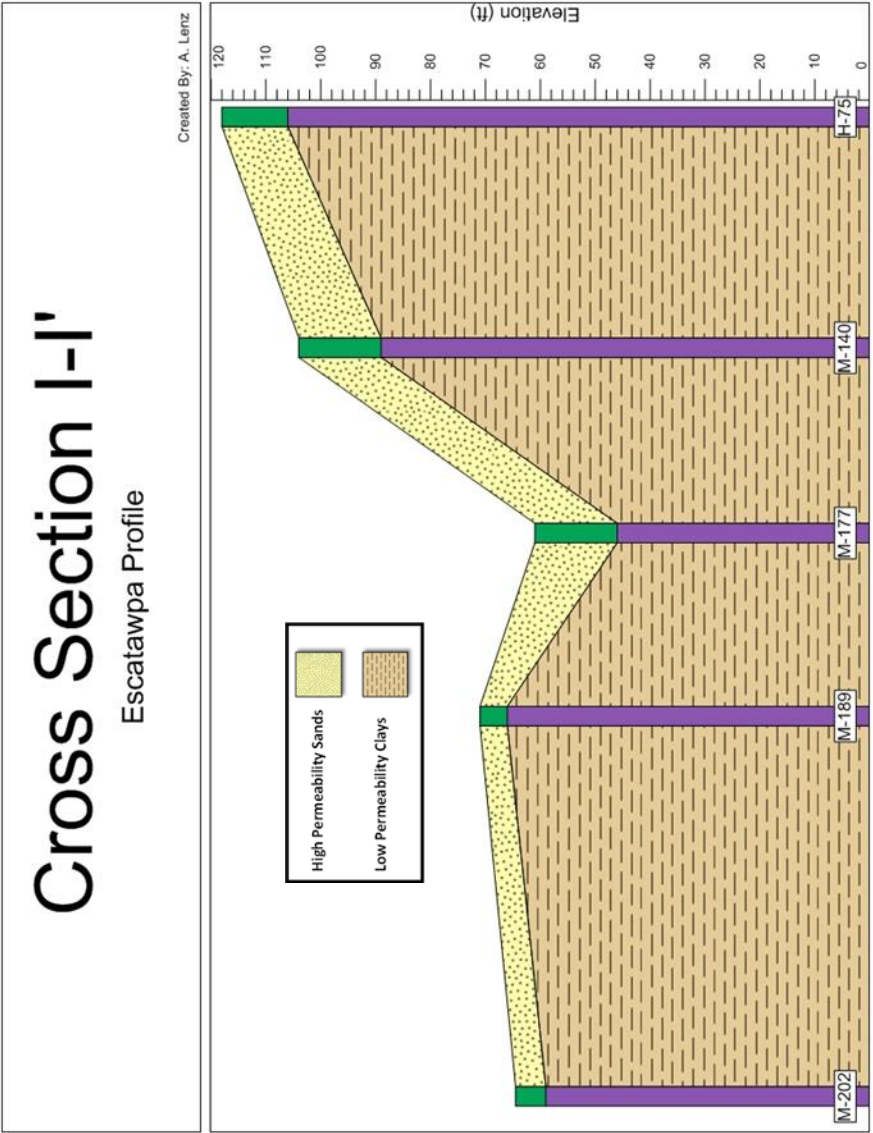 Cross Section I-I'
Escatawpa Profile
Created By: A. Lenz
High Permeability Sands
Low Permeability Clays
Elevation (ft)
120
110
100
90
80
70
60
50
40
30
20
10
0
M-202
M-189
M-177
M-140
H-75